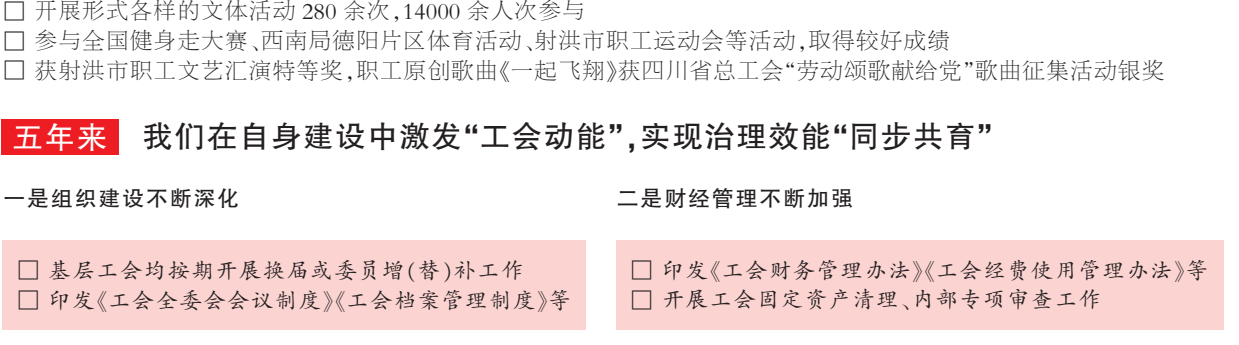 □ 开展形式各样的文体活动 280 余次,14000 余人次参与
□ 参与全国健身走大赛、西南局德阳片区体育活动、射洪市职工运动会等活动,取得较好成绩
□ 获射洪市职工文艺汇演特等奖,职工原创歌曲《一起飞翔》获四川省总工会“劳动颂歌献给党”歌曲征集活动银奖
五年来 我们在自身建设中激发“工会动能”,实现治理效能“同步共育”
一是组织建设不断深化
□ 基层工会均按期开展换届或委员增(替)补工作
□ 印发《工会全委会会议制度》《工会档案管理制度》等
二是财经管理不断加强
□ 印发《工会财务管理办法》《工会经费使用管理办法》等
□ 开展工会固定资产清理、内部专项审查工作